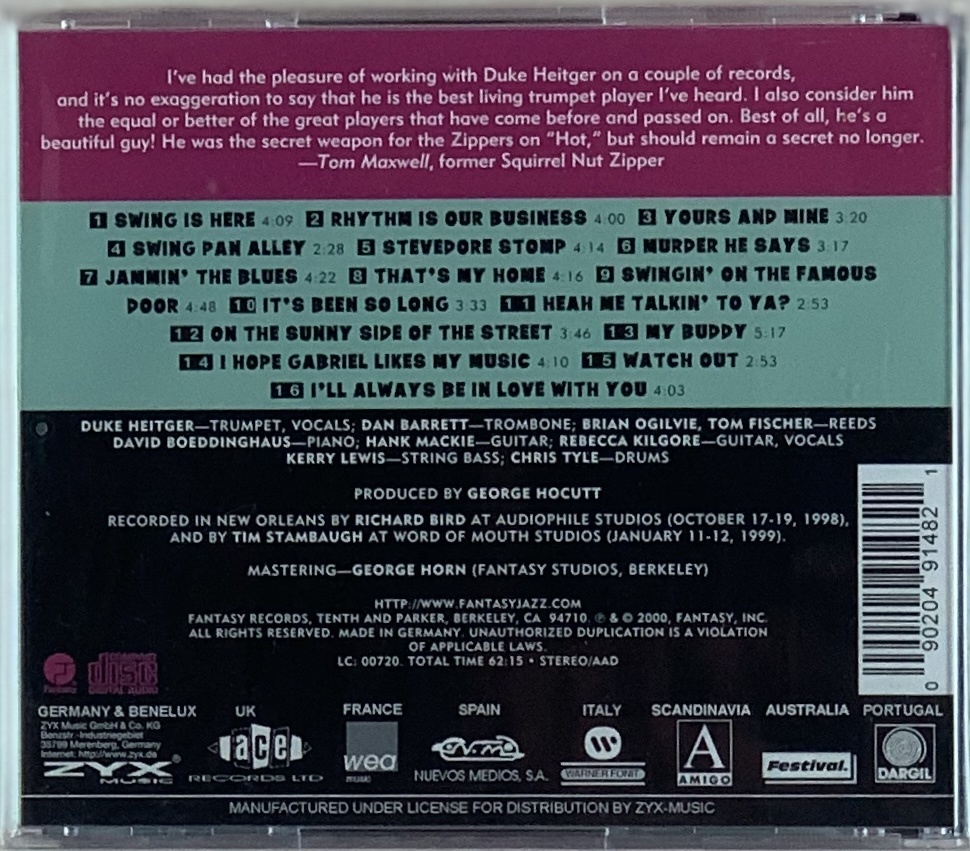 I've had the pleasure of working with Duke Heitger on a couple of records,
and it's no exaggeration to say that he is the best living trumpet player I've heard. I also consider him
the equal or better of the great players that have come before and passed on. Best of all, he's a
beautiful guy! He was the secret weapon for the Zippers on "Hot," but should remain a secret no longer.
—Tom Maxwell, former Squirrel Nut Zipper
1 SWING IS HERE 4:09 2 RHYTHM IS OUR BUSINESS 4:00 3 YOURS AND MINE 3:20
4 SWING PAN ALLEY 2:28 5 STEVEDORE STOMP 4:14 6 MURDER HE SAYS 3:17
7 JAMMIN' THE BLUES 4:22 8 THAT'S MY HOME 4:16 9 SWINGIN' ON THE FAMOUS
DOOR 4:48 10 IT'S BEEN SO LONG 3:33 11 HEAH ME TALKIN' TO YA? 2:53
12 ON THE SUNNY SIDE OF THE STREET 3:46 13 MY BUDDY 5:17
14 I HOPE GABRIEL LIKES MY MUSIC 4:10 15 WATCH OUT 2:53
16 I'LL ALWAYS BE IN LOVE WITH YOU 4:03
DUKE HEITGER—TRUMPET, VOCALS; DAN BARRETT—TROMBONE; BRIAN OGILVIE, TOM FISCHER—REEDS
DAVID BOEDDINGHAUS—PIANO; HANK MACKIE—GUITAR; REBECCA KILGORE—GUITAR, VOCALS
KERRY LEWIS—STRING BASS; CHRIS TYLE—DRUMS
PRODUCED BY GEORGE HOCUTT
RECORDED IN NEW ORLEANS BY RICHARD BIRD AT AUDIOPHILE STUDIOS (OCTOBER 17-19, 1998),
AND BY TIM STAMBAUGH AT WORD OF MOUTH STUDIOS (JANUARY 11-12, 1999).
MASTERING—GEORGE HORN (FANTASY STUDIOS, BERKELEY)
HTTP://WWW.FANTASYJAZZ.COM
FANTASY RECORDS, TENTH AND PARKER, BERKELEY, CA 94710. ℗ & © 2000, FANTASY, INC.
ALL RIGHTS RESERVED. MADE IN GERMANY. UNAUTHORIZED DUPLICATION IS A VIOLATION
OF APPLICABLE LAWS.
LC: 00720. TOTAL TIME 62:15 • STEREO/AAD
0 90204 91482 1
Fantasy
COMPACT
disc
DIGITAL AUDIO
GERMANY & BENELUX
ZYX Music GmbH & Co. KG
Benzstr.-Industriegebiet
35799 Merenberg, Germany
Internet: http://www.zyx.de
ZYX
MUSIC
UK
ace
RECORDS LTD
FRANCE
wea
music
SPAIN
NUEVOS MEDIOS, S.A.
ITALY
WARNER FONIT
SCANDINAVIA
A
AMIGO
AUSTRALIA
Festival.
PORTUGAL
DARGIL
MANUFACTURED UNDER LICENSE FOR DISTRIBUTION BY ZYX-MUSIC